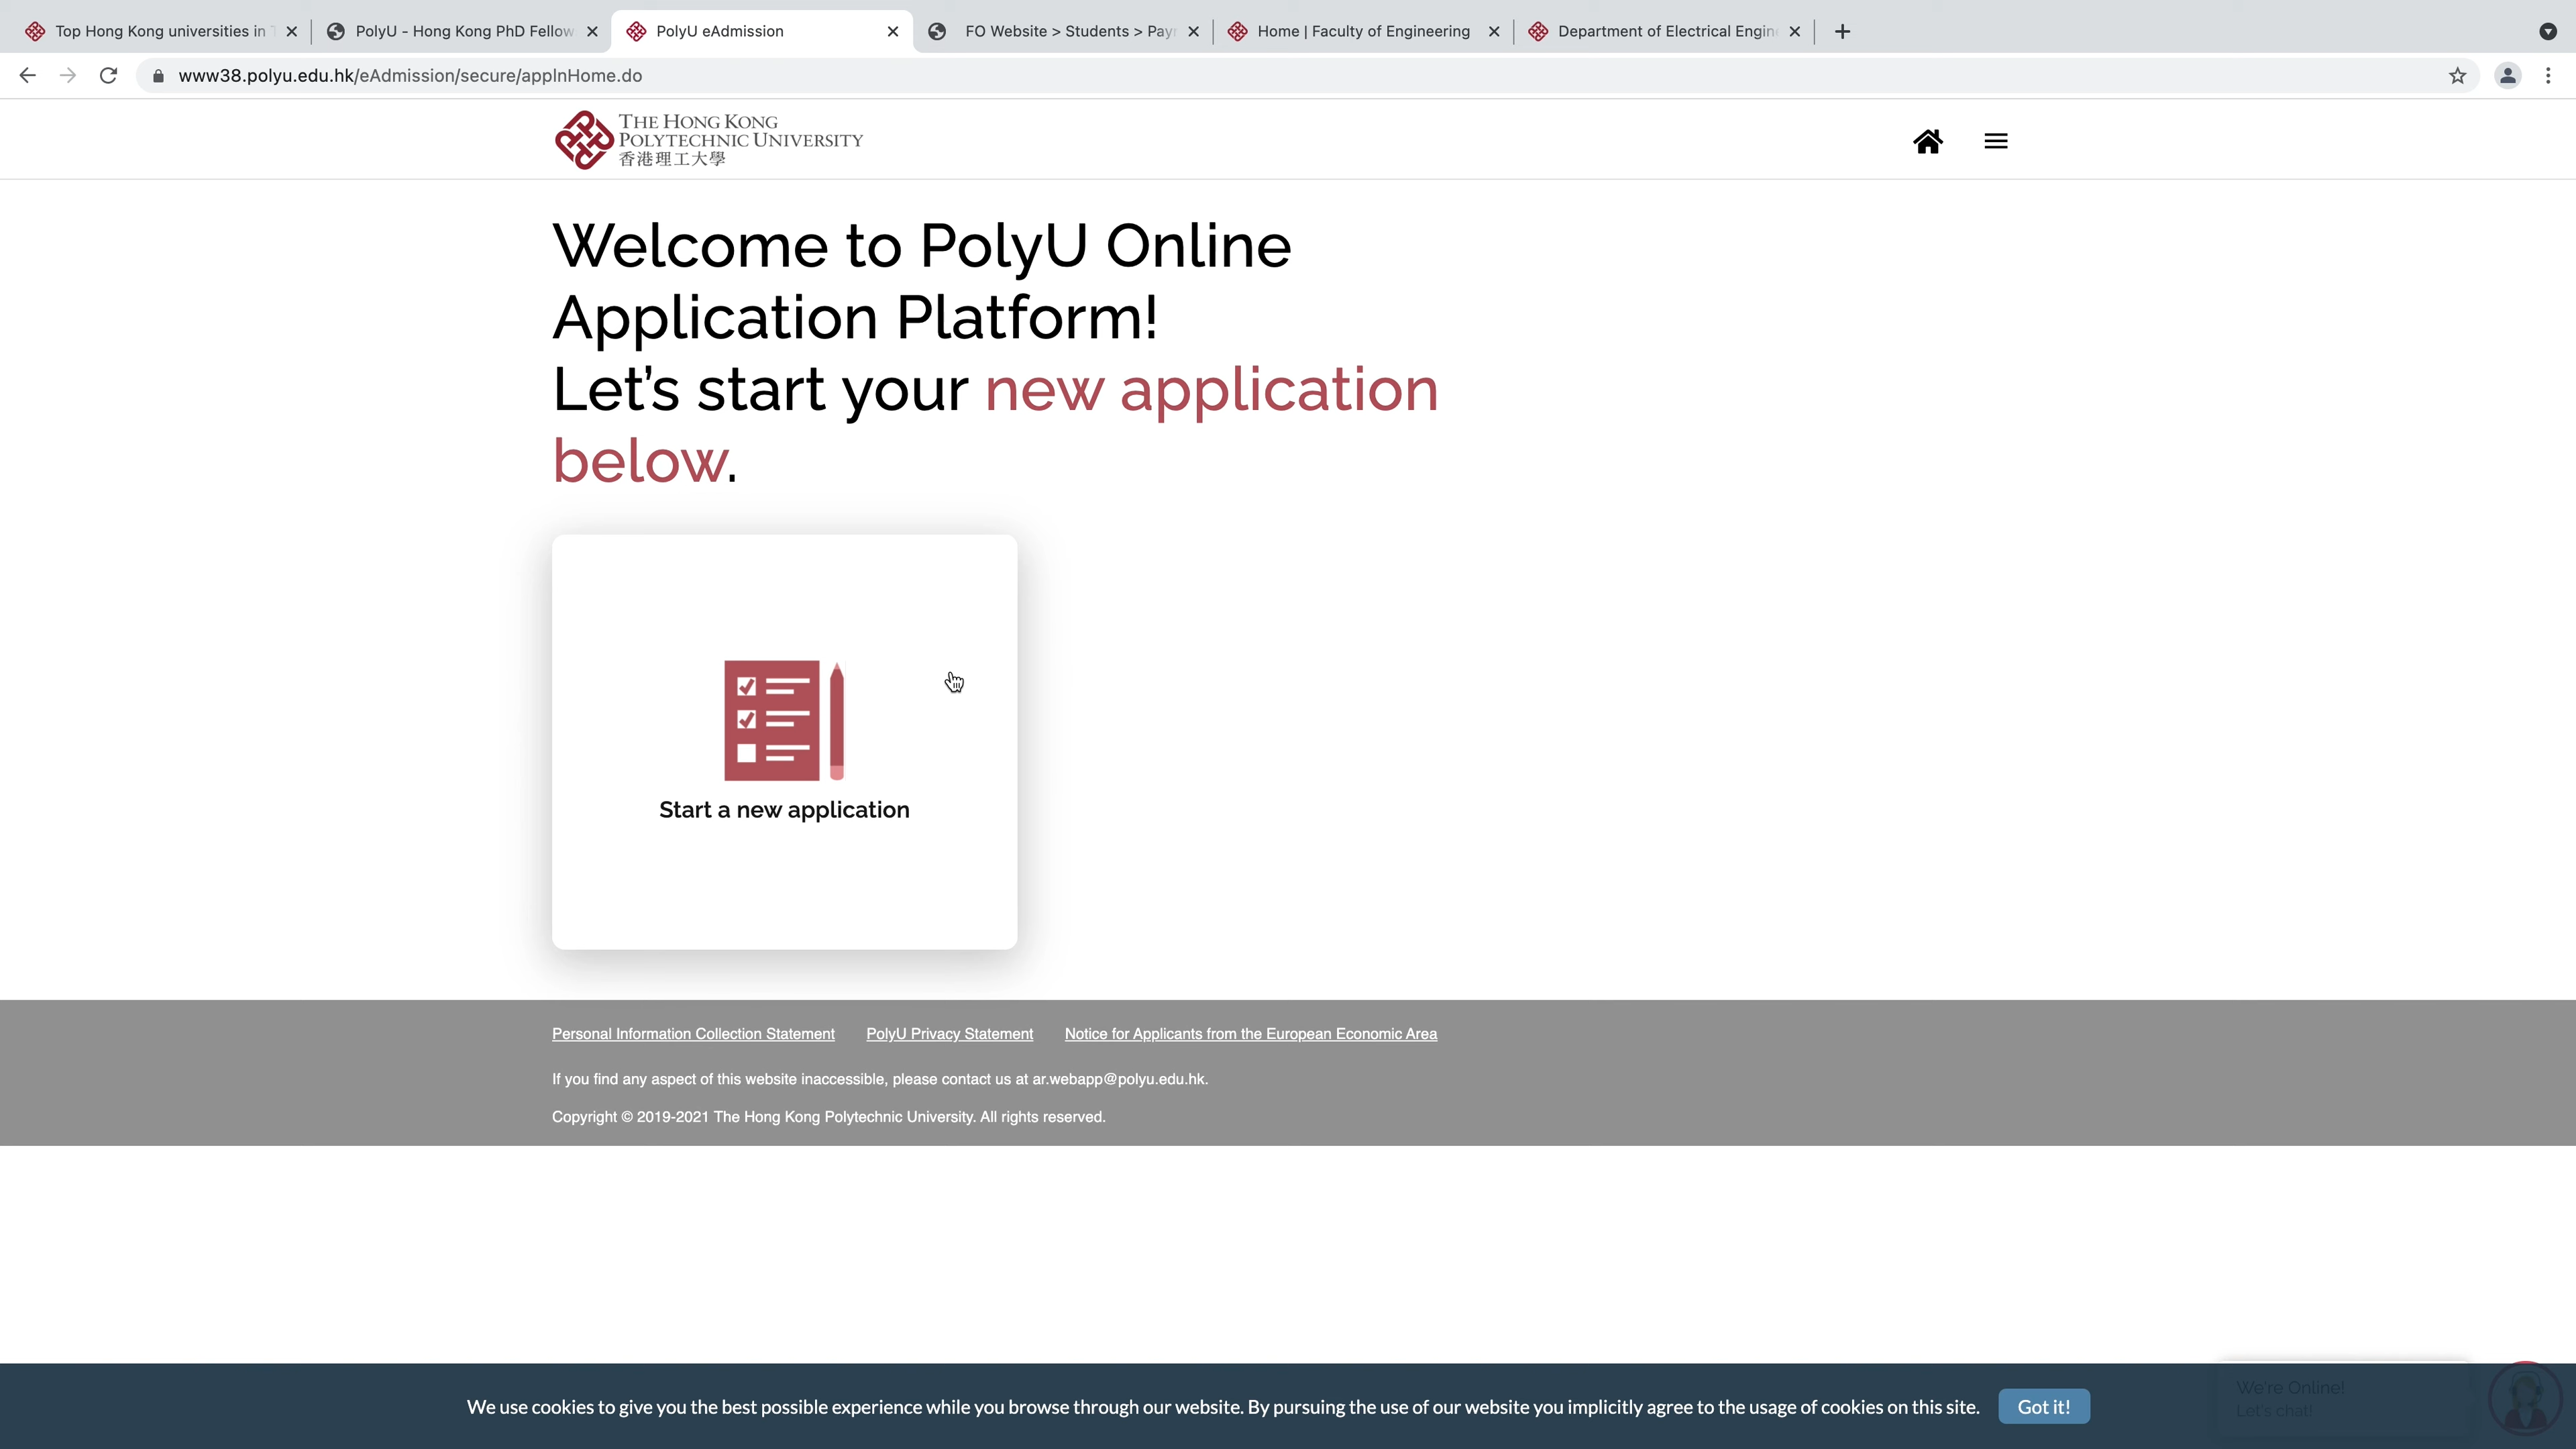 Top Hong Kong universities in
PolyU - Hong Kong PhD Fellow
PolyU eAdmission
FO Website > Students > Pay
Home | Faculty of Engineering
Department of Electrical Engin
www38.polyu.edu.hk/eAdmission/secure/applnHome.do
THE HONG KONG
POLYTECHNIC UNIVERSITY
香港理工大學
Welcome to PolyU Online
Application Platform!
Let's start your new application
below.
Start a new application
Personal Information Collection Statement PolyU Privacy Statement Notice for Applicants from the European Economic Area
If you find any aspect of this website inaccessible, please contact us at ar.webapp@polyu.edu.hk.
Copyright © 2019-2021 The Hong Kong Polytechnic University. All rights reserved.
We're Online!
Let's chat!
We use cookies to give you the best possible experience while you browse through our website. By pursuing the use of our website you implicitly agree to the usage of cookies on this site. Got it!